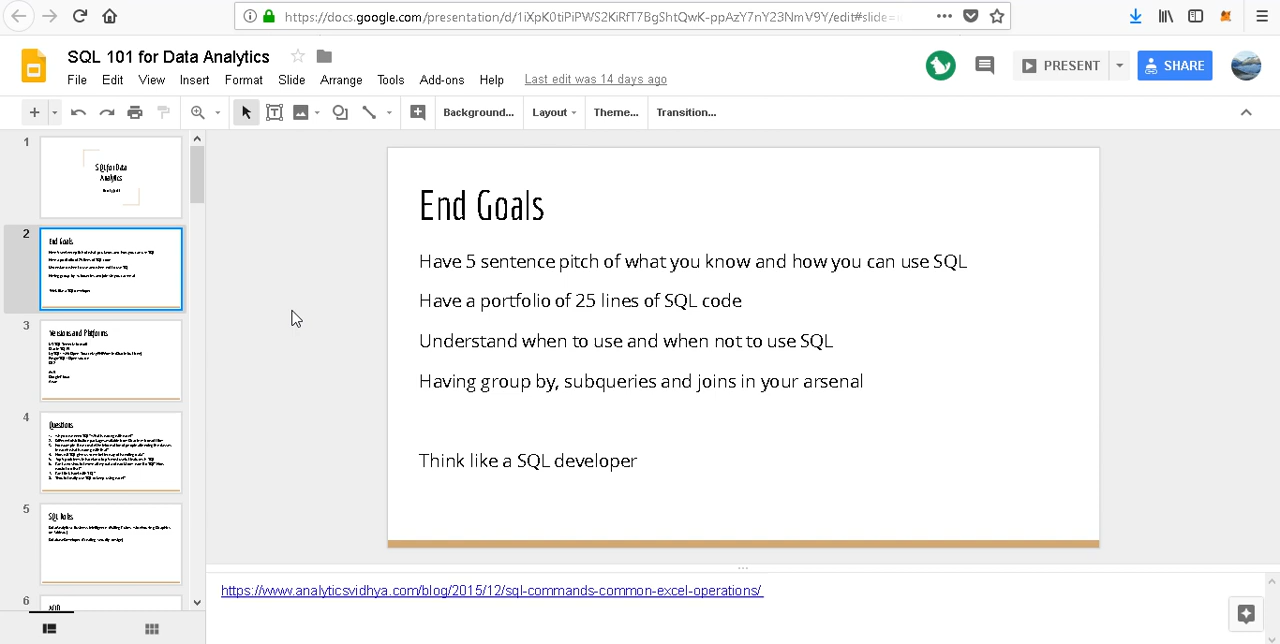 https://docs.google.com/presentation/d/1iXpK0tiPiPWS2KiRfT7BgShtQwK-ppAzY7nY23NmV9Y/edit#slide=
SQL 101 for Data Analytics
File Edit View Insert Format Slide Arrange Tools Add-ons Help Last edit was 14 days ago
PRESENT
SHARE
Background... Layout Theme... Transition...
1
SQL for Data
Analytics
2
End Goals
3
Versions and Platforms
4
Questions
5
SQL Roles
6
End Goals
Have 5 sentence pitch of what you know and how you can use SQL
Have a portfolio of 25 lines of SQL code
Understand when to use and when not to use SQL
Having group by, subqueries and joins in your arsenal
Think like a SQL developer
https://www.analyticsvidhya.com/blog/2015/12/sql-commands-common-excel-operations/